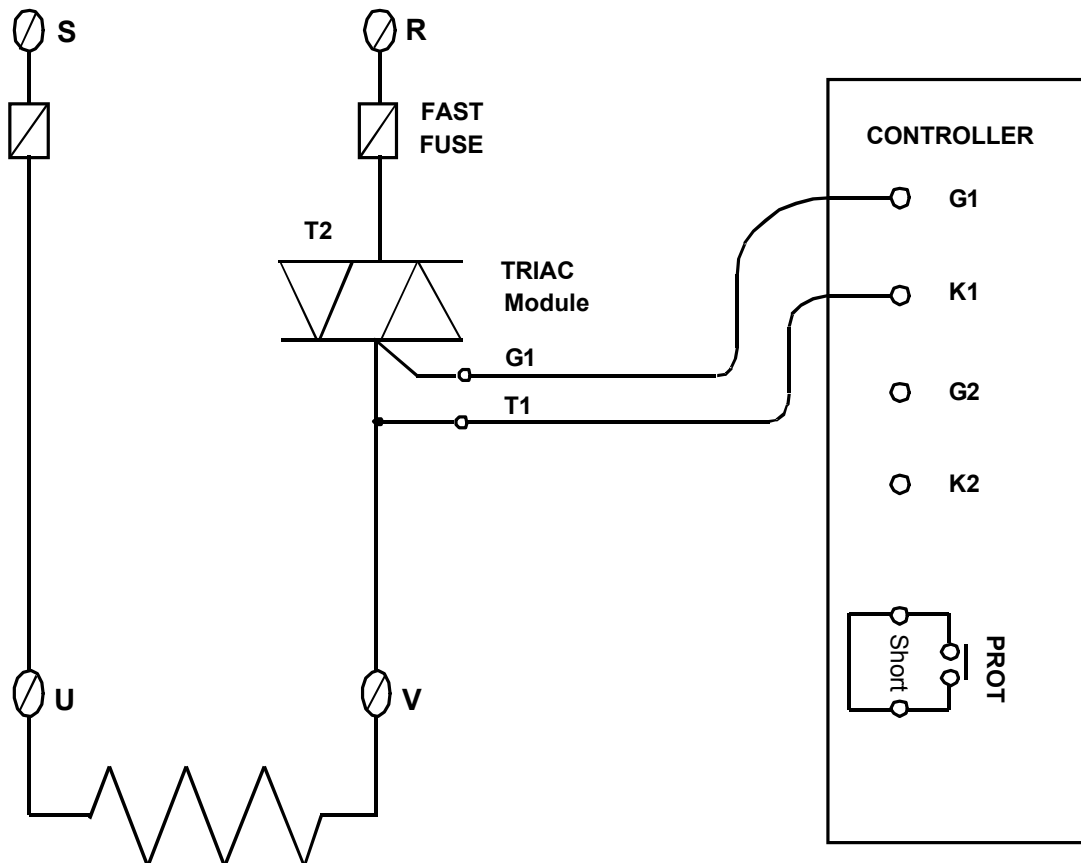 S
R
FAST
FUSE
CONTROLLER
G1
T2
TRIAC
Module
K1
G1
T1
G2
K2
Short
PROT
U
V